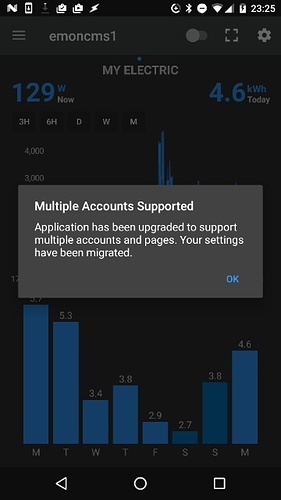 23:25
emoncms1
MY ELECTRIC
129 W Now
4.6 kWh Today
3H 6H D W M
4,000
3,000
Multiple Accounts Supported
Application has been upgraded to support
multiple accounts and pages. Your settings
have been migrated.
OK
5.7
5.3
3.4
3.8
2.9
2.7
3.8
4.6
M T W T F S S M